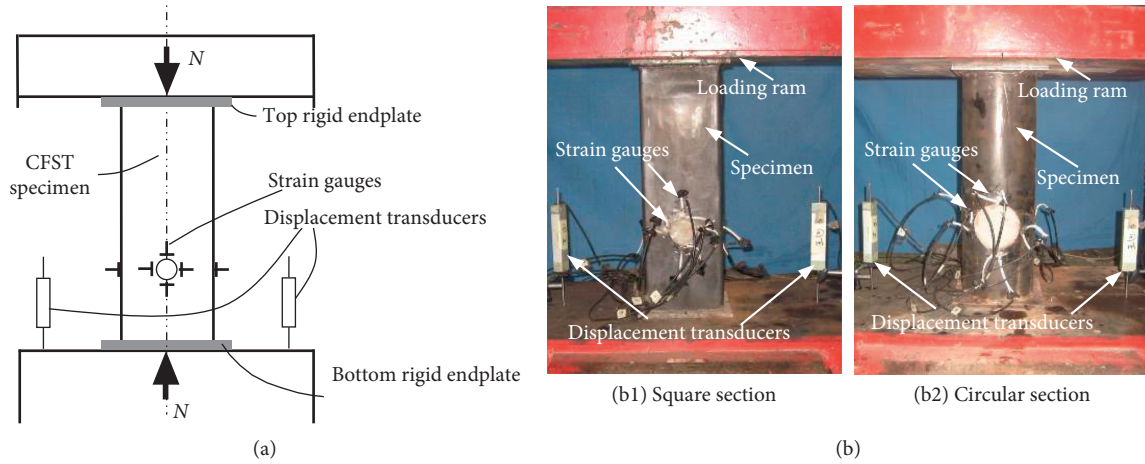 N
Top rigid endplate
CFST
specimen
Strain gauges
Displacement transducers
Bottom rigid endplate
N
(a)
Loading ram
Strain gauges
Specimen
Displacement transducers
(b1) Square section
Loading ram
Strain gauges
Specimen
Displacement transducers
(b2) Circular section
(b)